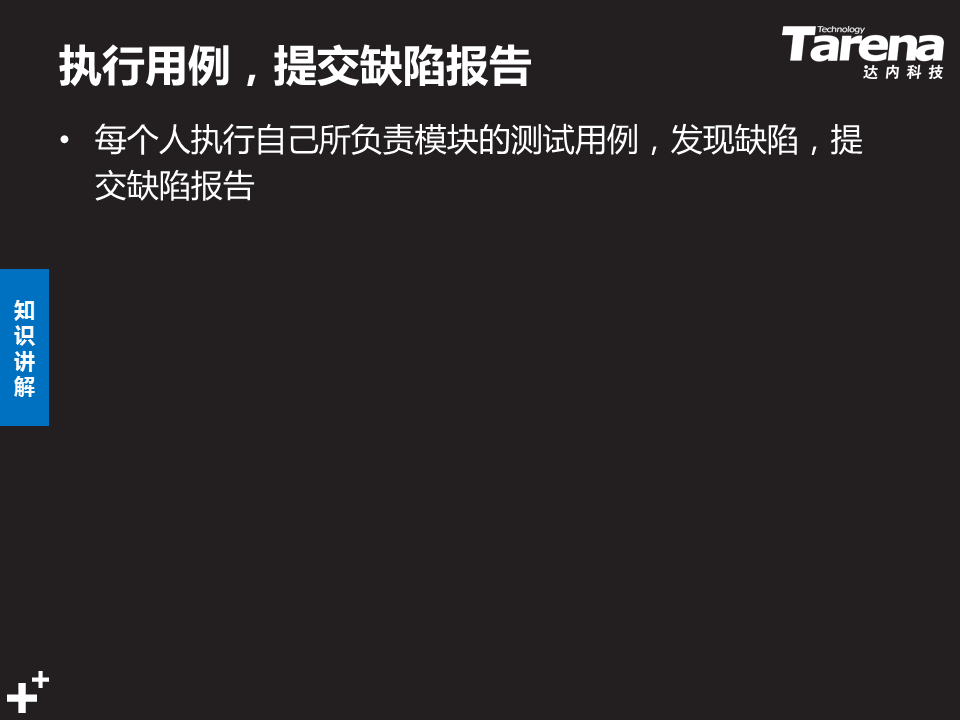 执行用例，提交缺陷报告
Technology
Tarena
达内科技
• 每个人执行自己所负责模块的测试用例，发现缺陷，提
交缺陷报告
知
识
讲
解